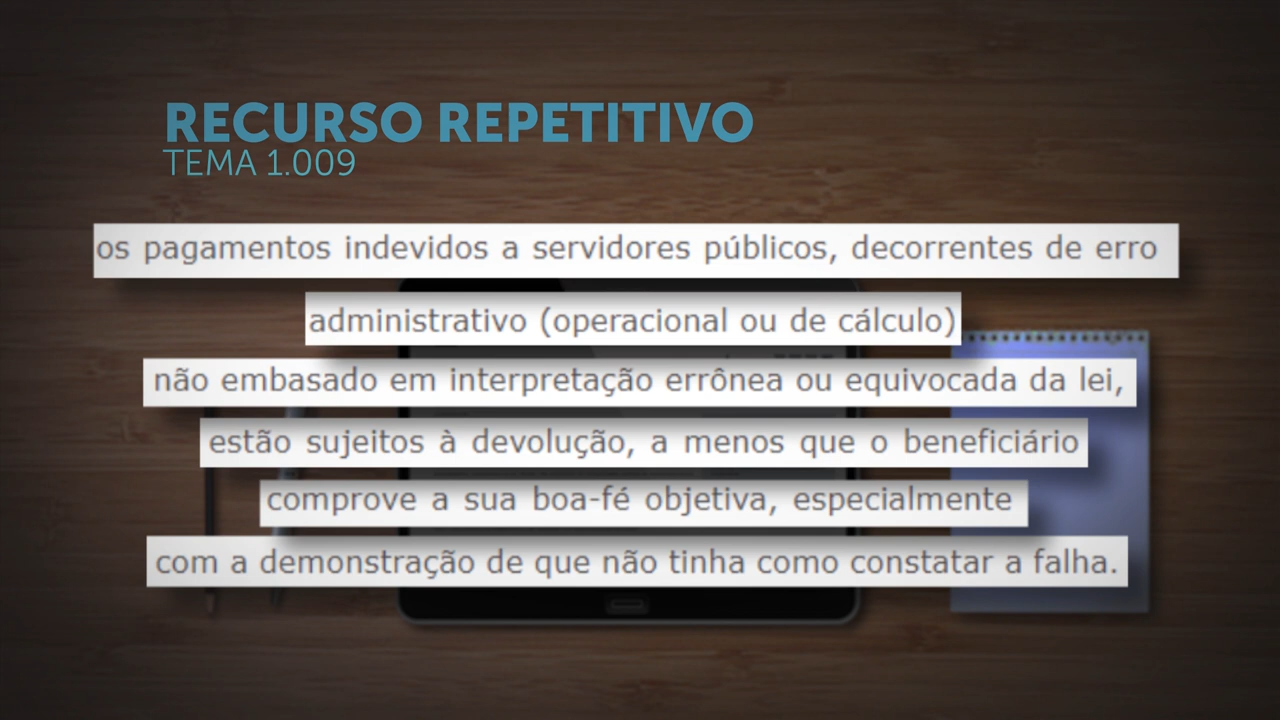 RECURSO REPETITIVO
TEMA 1.009
os pagamentos indevidos a servidores públicos, decorrentes de erro
administrativo (operacional ou de cálculo)
não embasado em interpretação errônea ou equivocada da lei,
estão sujeitos à devolução, a menos que o beneficiário
comprove a sua boa-fé objetiva, especialmente
com a demonstração de que não tinha como constatar a falha.